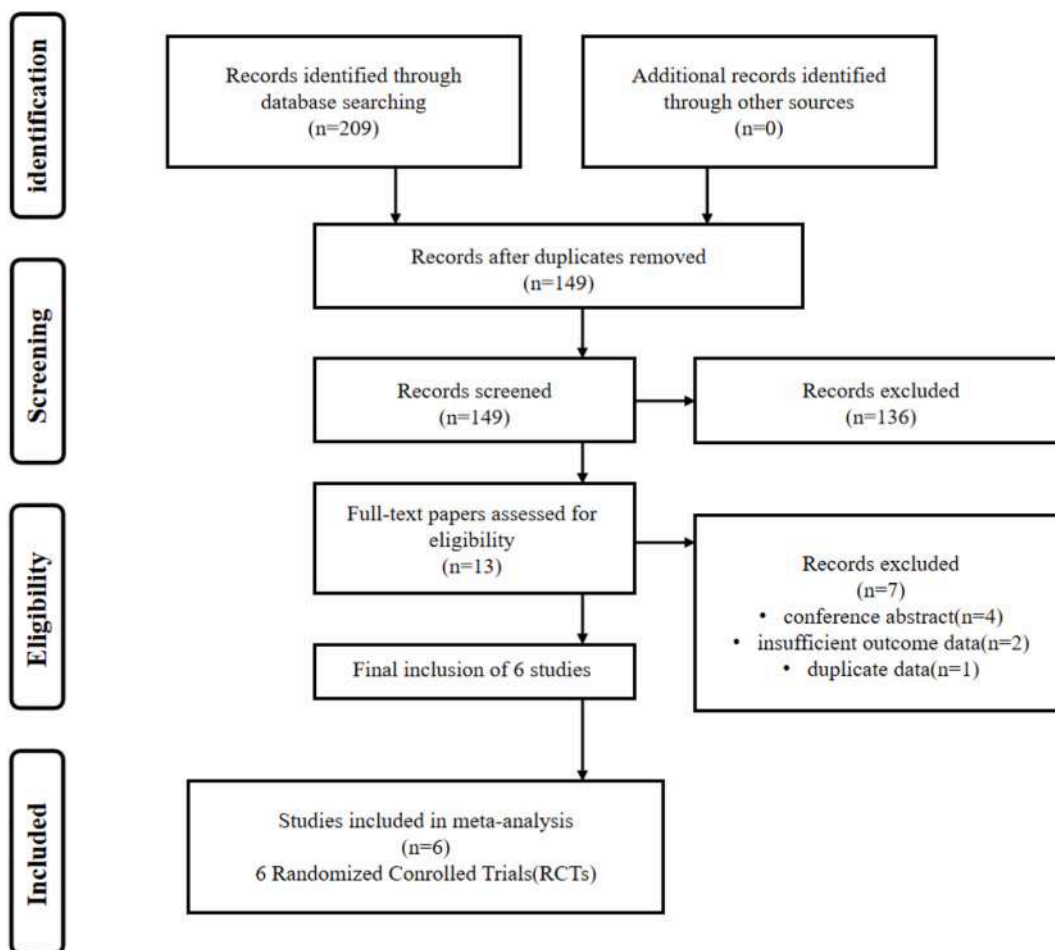 identification
Records identified through
database searching
(n=209)
Additional records identified
through other sources
(n=0)
Records after duplicates removed
(n=149)
Screening
Records screened
(n=149)
Records excluded
(n=136)
Eligibility
Full-text papers assessed for
eligibility
(n=13)
Records excluded
(n=7)
• conference abstract(n=4)
• insufficient outcome data(n=2)
• duplicate data(n=1)
Final inclusion of 6 studies
Included
Studies included in meta-analysis
(n=6)
6 Randomized Conrolled Trials(RCTs)